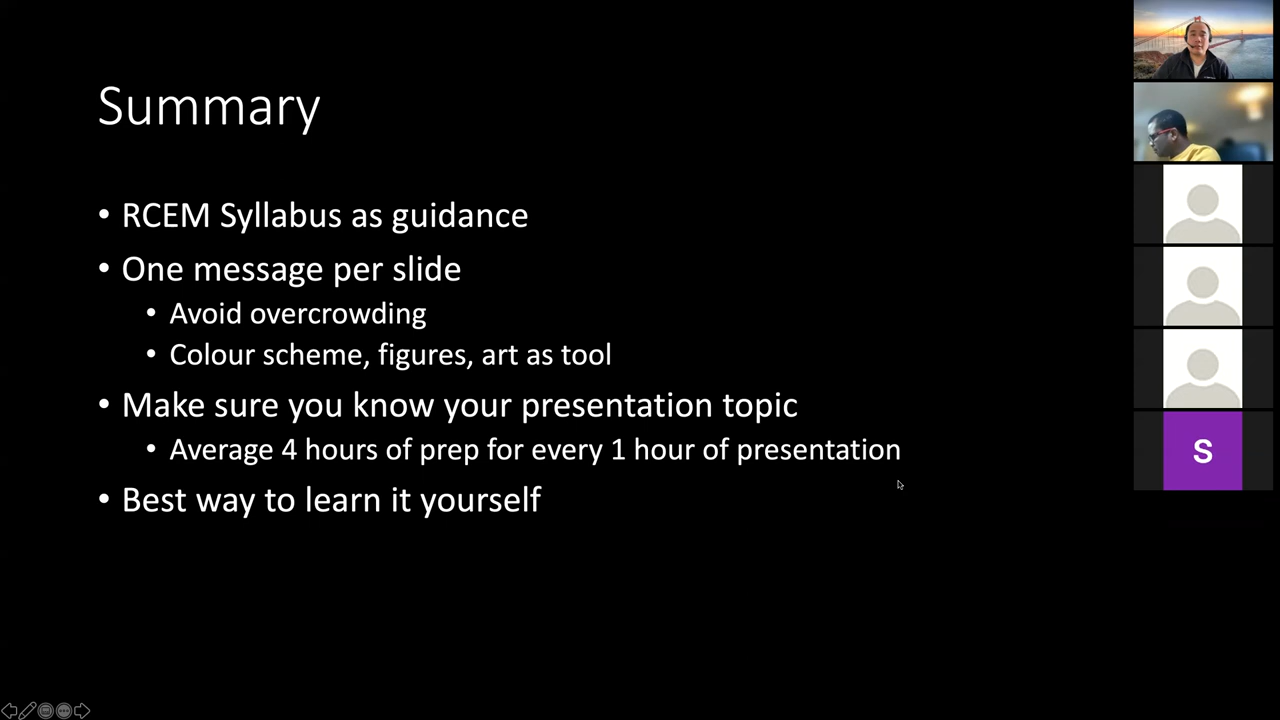 Summary
• RCEM Syllabus as guidance
• One message per slide
• Avoid overcrowding
• Colour scheme, figures, art as tool
• Make sure you know your presentation topic
• Average 4 hours of prep for every 1 hour of presentation
• Best way to learn it yourself
S